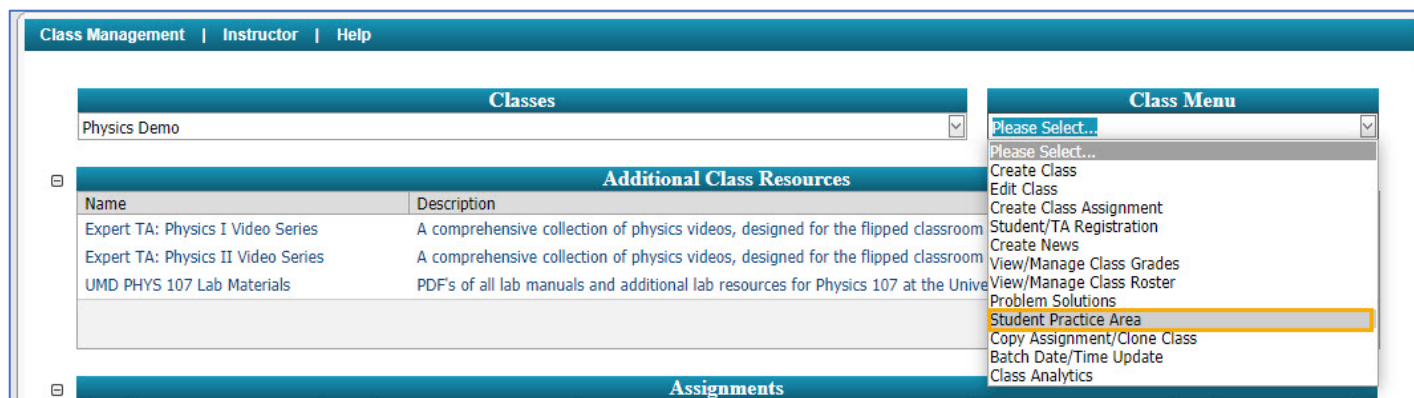 Class Management | Instructor | Help
Classes
Class Menu
Physics Demo
Please Select...
Please Select...
Create Class
Edit Class
Create Class Assignment
Student/TA Registration
Create News
View/Manage Class Grades
View/Manage Class Roster
Problem Solutions
Student Practice Area
Copy Assignment/Clone Class
Batch Date/Time Update
Class Analytics
Additional Class Resources
Name Description
Expert TA: Physics I Video Series A comprehensive collection of physics videos, designed for the flipped classroom
Expert TA: Physics II Video Series A comprehensive collection of physics videos, designed for the flipped classroom
UMD PHYS 107 Lab Materials PDF's of all lab manuals and additional lab resources for Physics 107 at the Unive
Assignments